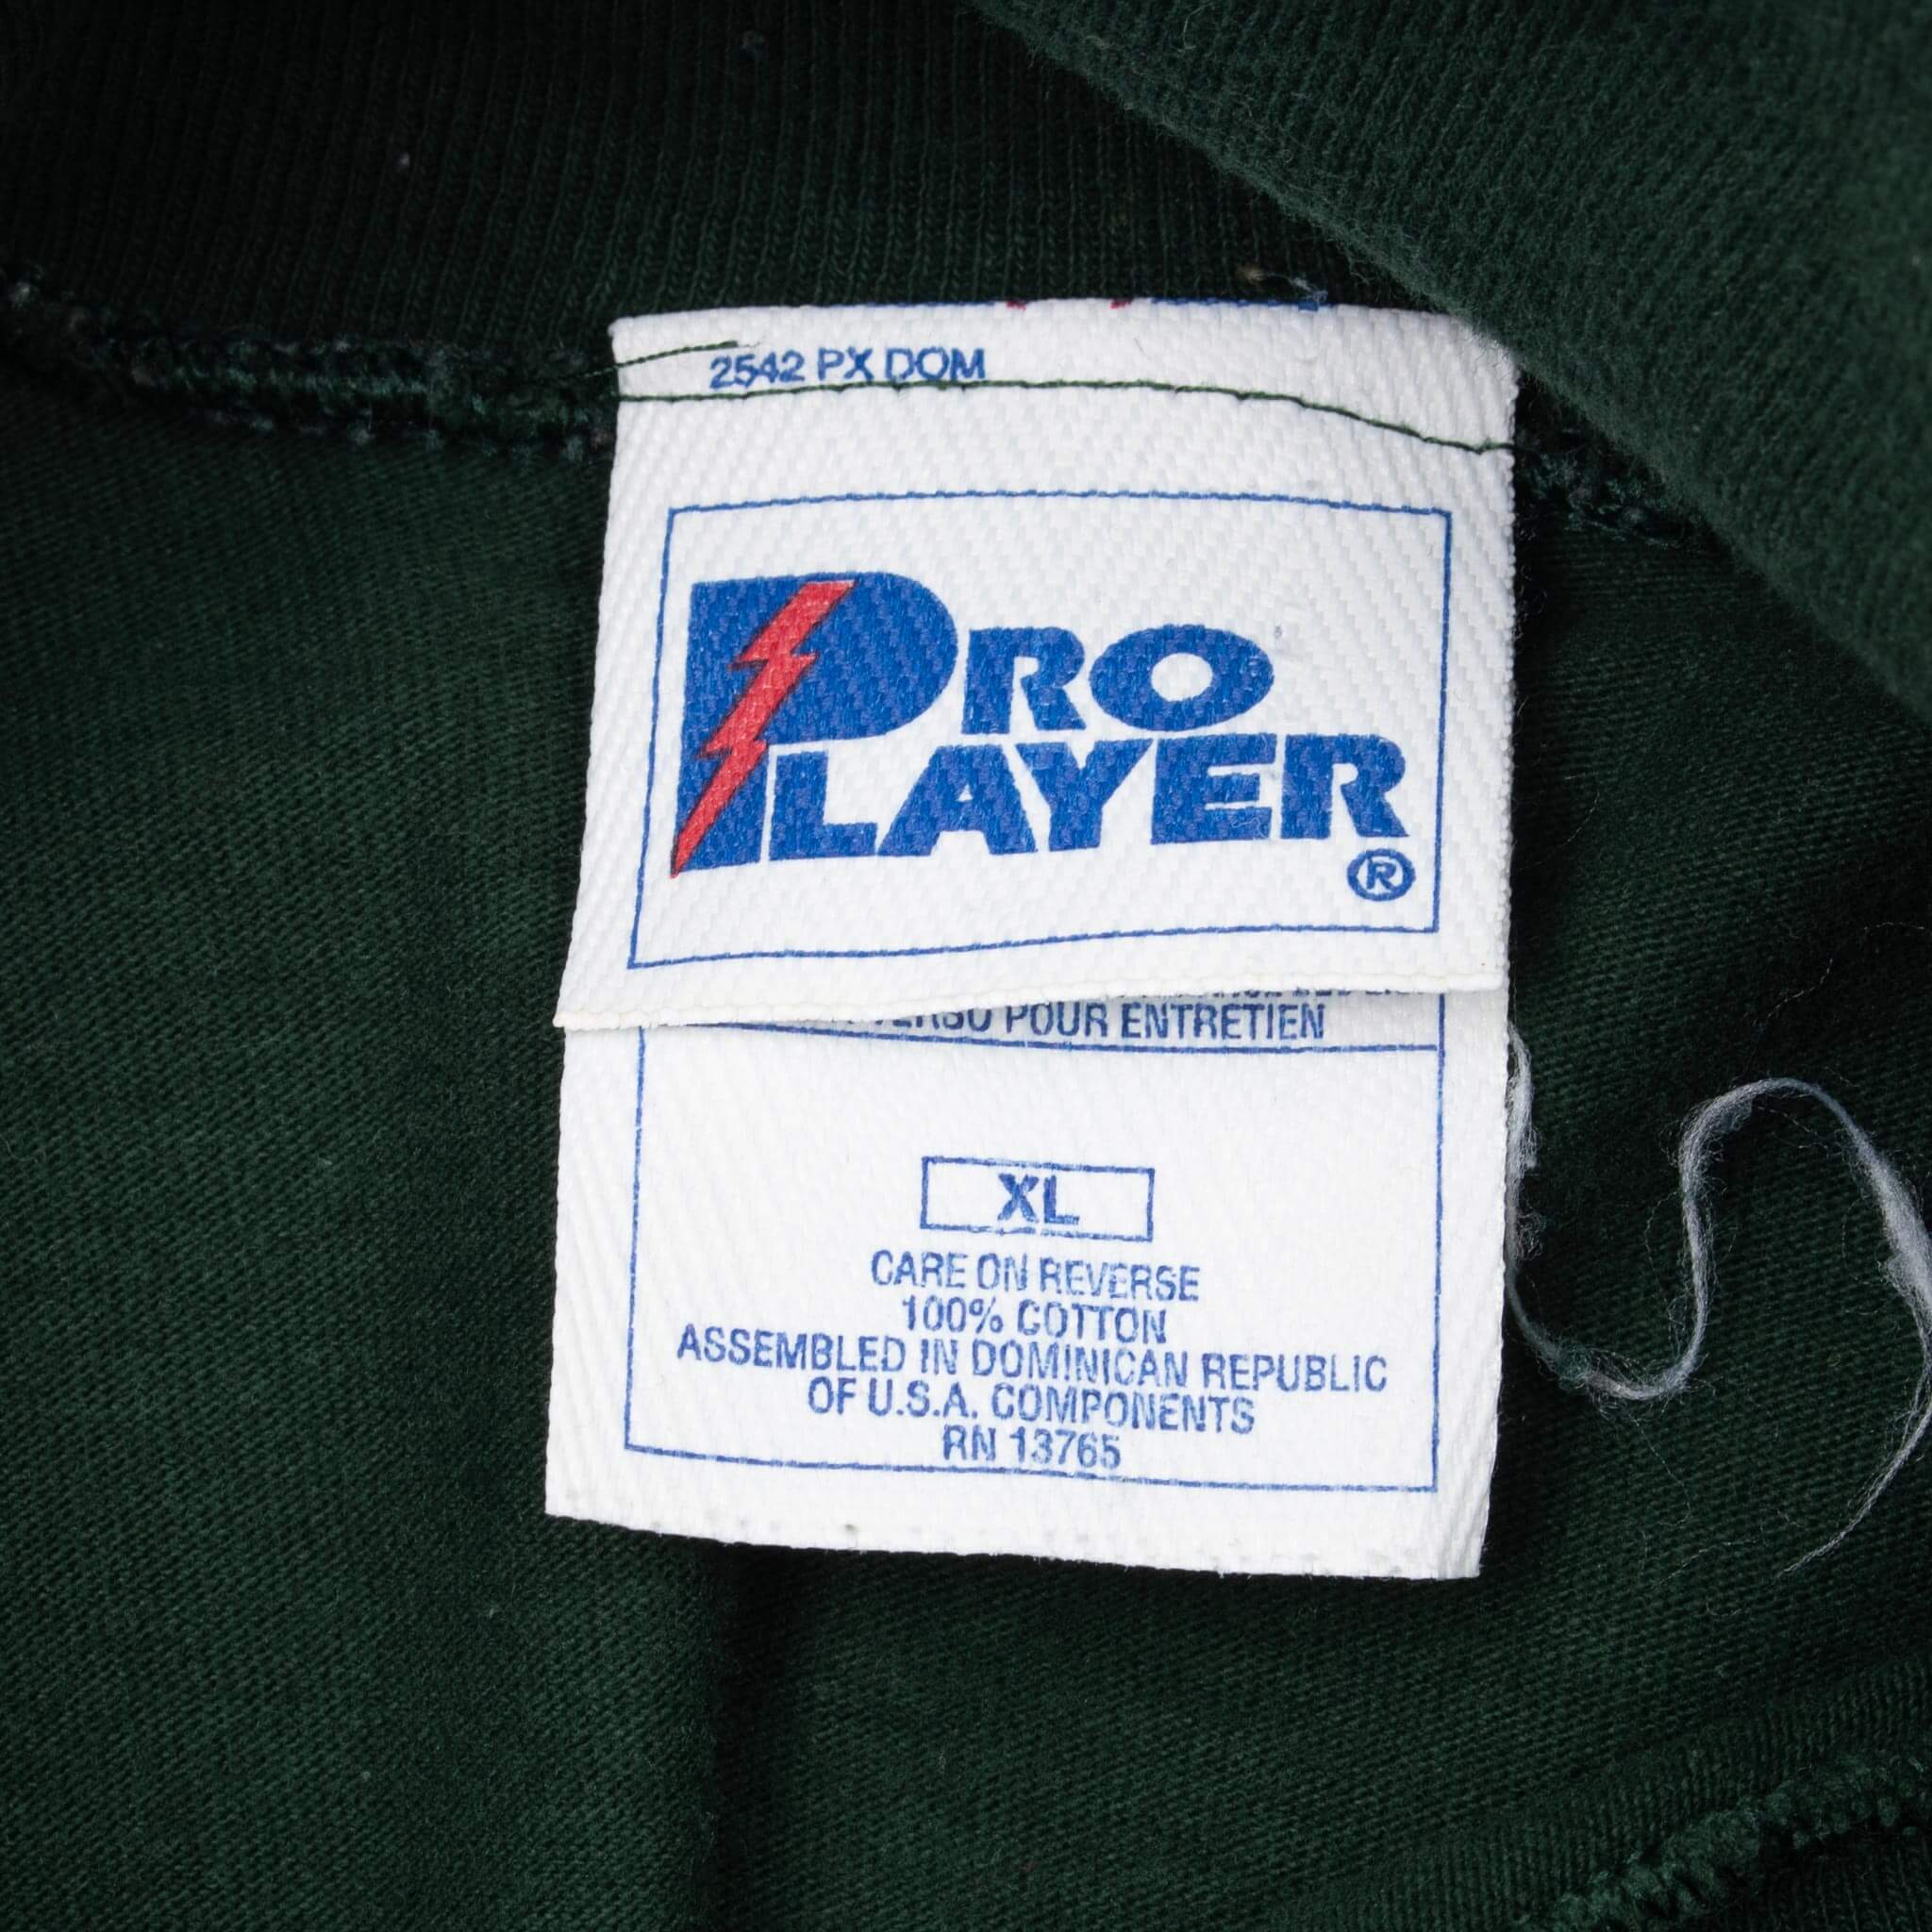 2542 PX DOM
PRO
PLAYER
®
POUR ENTRETIEN
XL
CARE ON REVERSE
100% COTTON
ASSEMBLED IN DOMINICAN REPUBLIC
OF U.S.A. COMPONENTS
RN 13765